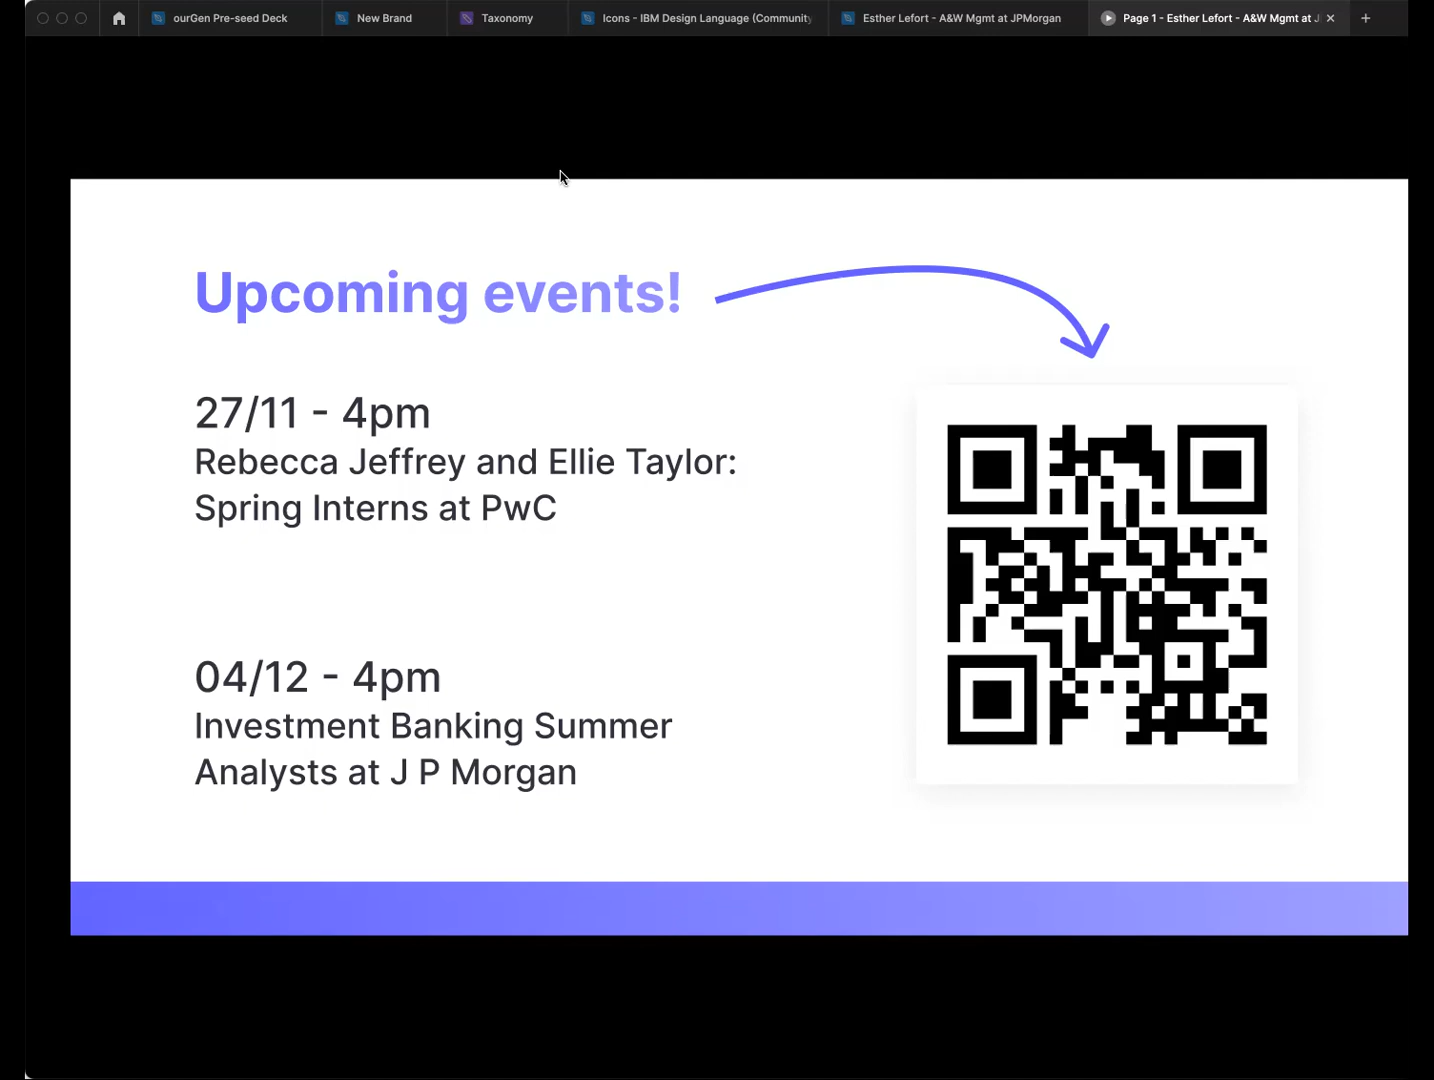 ourGen Pre-seed Deck
New Brand
Taxonomy
Icons - IBM Design Language (Community
Esther Lefort - A&W Mgmt at JPMorgan
Page 1 - Esther Lefort - A&W Mgmt at J
Upcoming events!
27/11 - 4pm
Rebecca Jeffrey and Ellie Taylor:
Spring Interns at PwC
04/12 - 4pm
Investment Banking Summer
Analysts at J P Morgan